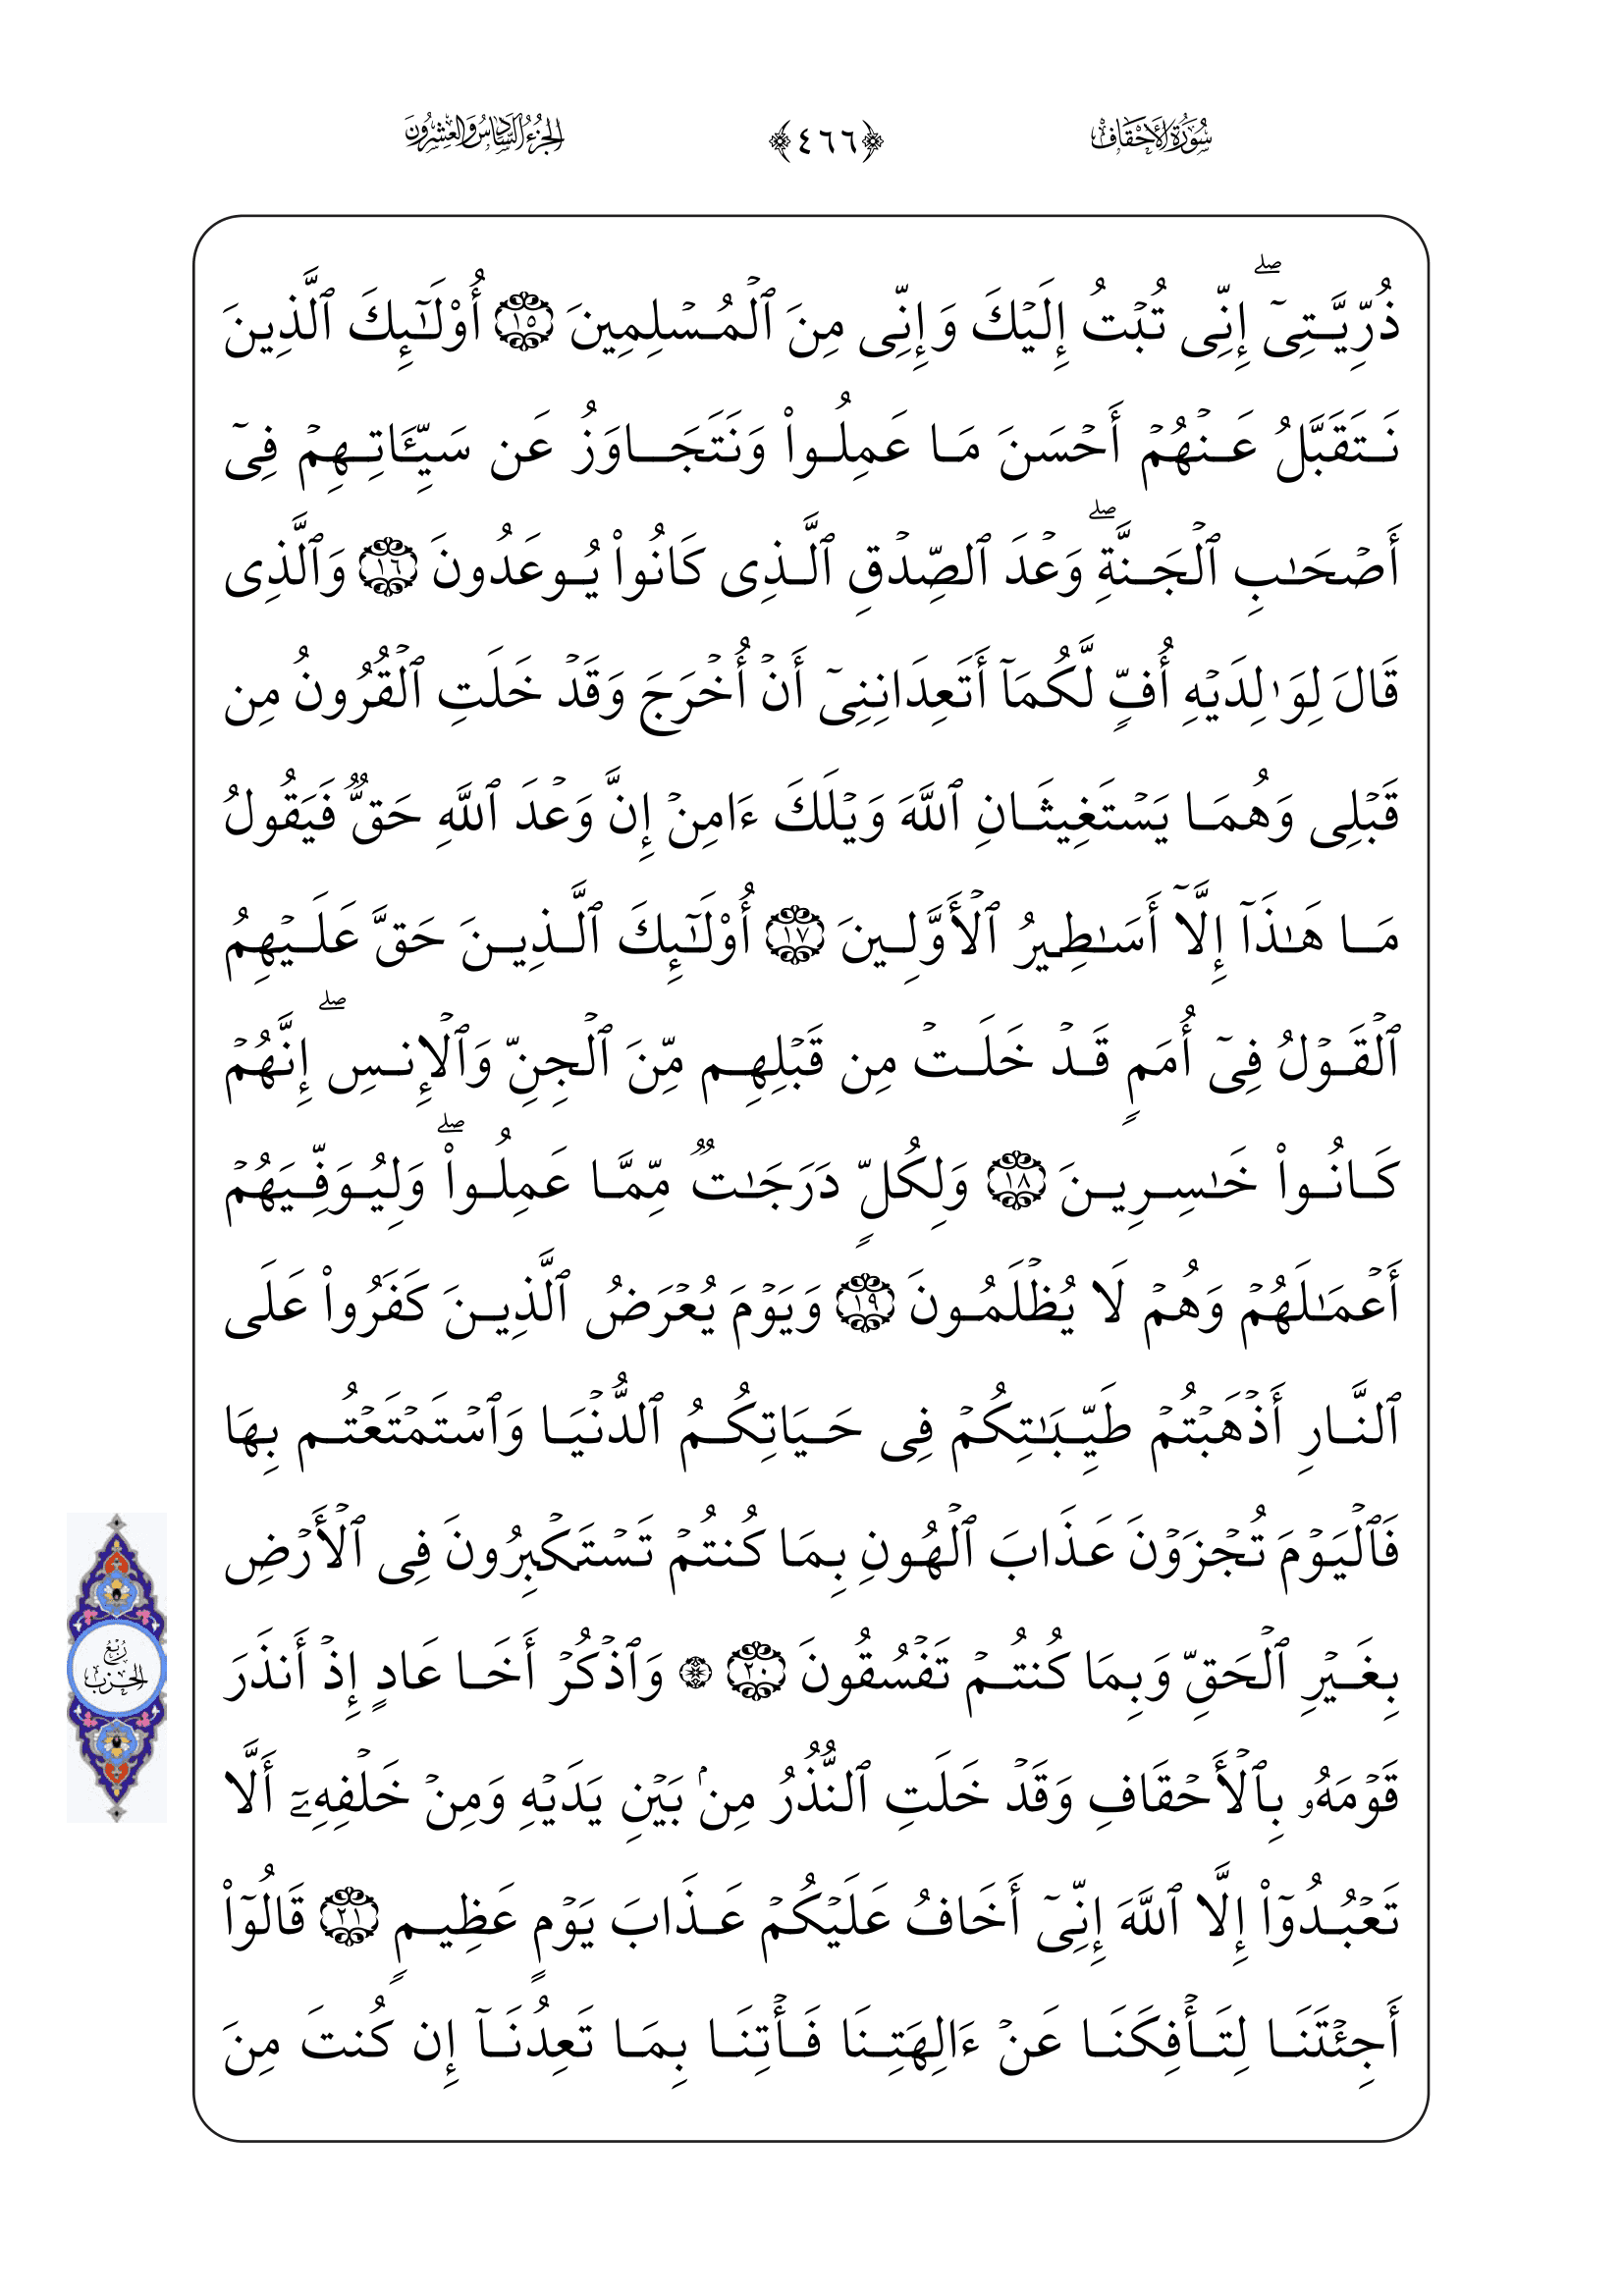 سُورَةُ الأَحْقَافِ
﴿٤٦٦﴾
الجُزْءُ السَّادِسُ وَالعِشْرُونَ
ذُرِّيَّتِىٓۖ إِنِّى تُبۡتُ إِلَيۡكَ وَإِنِّى مِنَ ٱلۡمُسۡلِمِينَ ١٥ أُوْلَـٰٓئِكَ ٱلَّذِينَ
نَتَقَبَّلُ عَنۡهُمۡ أَحۡسَنَ مَا عَمِلُواْ وَنَتَجَاوَزُ عَن سَيِّـَٔاتِهِمۡ فِىٓ
أَصۡحَـٰبِ ٱلۡجَنَّةِۖ وَعۡدَ ٱلصِّدۡقِ ٱلَّذِى كَانُواْ يُوعَدُونَ ١٦ وَٱلَّذِى
قَالَ لِوَٰلِدَيۡهِ أُفٍّ لَّكُمَآ أَتَعِدَانِنِىٓ أَنۡ أُخۡرَجَ وَقَدۡ خَلَتِ ٱلۡقُرُونُ مِن
قَبۡلِى وَهُمَا يَسۡتَغِيثَانِ ٱللَّهَ وَيۡلَكَ ءَامِنۡ إِنَّ وَعۡدَ ٱللَّهِ حَقٌّ فَيَقُولُ
مَا هَـٰذَآ إِلَّآ أَسَـٰطِيرُ ٱلۡأَوَّلِينَ ١٧ أُوْلَـٰٓئِكَ ٱلَّذِينَ حَقَّ عَلَيۡهِمُ
ٱلۡقَوۡلُ فِىٓ أُمَمٍ قَدۡ خَلَتۡ مِن قَبۡلِهِم مِّنَ ٱلۡجِنِّ وَٱلۡإِنسِۖ إِنَّهُمۡ
كَانُواْ خَـٰسِرِينَ ١٨ وَلِكُلٍّ دَرَجَـٰتٌ مِّمَّا عَمِلُواْۖ وَلِيُوَفِّيَهُمۡ
أَعۡمَـٰلَهُمۡ وَهُمۡ لَا يُظۡلَمُونَ ١٩ وَيَوۡمَ يُعۡرَضُ ٱلَّذِينَ كَفَرُواْ عَلَى
ٱلنَّارِ أَذۡهَبۡتُمۡ طَيِّبَـٰتِكُمۡ فِى حَيَاتِكُمُ ٱلدُّنۡيَا وَٱسۡتَمۡتَعۡتُم بِهَا
فَٱلۡيَوۡمَ تُجۡزَوۡنَ عَذَابَ ٱلۡهُونِ بِمَا كُنتُمۡ تَسۡتَكۡبِرُونَ فِى ٱلۡأَرۡضِ
بِغَيۡرِ ٱلۡحَقِّ وَبِمَا كُنتُمۡ تَفۡسُقُونَ ٢٠ ۞ وَٱذۡكُرۡ أَخَا عَادٍ إِذۡ أَنذَرَ
رُبْعُ
الحِزْب
قَوۡمَهُۥ بِٱلۡأَحۡقَافِ وَقَدۡ خَلَتِ ٱلنُّذُرُ مِنۢ بَيۡنِ يَدَيۡهِ وَمِنۡ خَلۡفِهِۦٓ أَلَّا
تَعۡبُدُوٓاْ إِلَّا ٱللَّهَ إِنِّىٓ أَخَافُ عَلَيۡكُمۡ عَذَابَ يَوۡمٍ عَظِيمٍ ٢١ قَالُوٓاْ
أَجِئۡتَنَا لِتَأۡفِكَنَا عَنۡ ءَالِهَتِنَا فَأۡتِنَا بِمَا تَعِدُنَآ إِن كُنتَ مِنَ